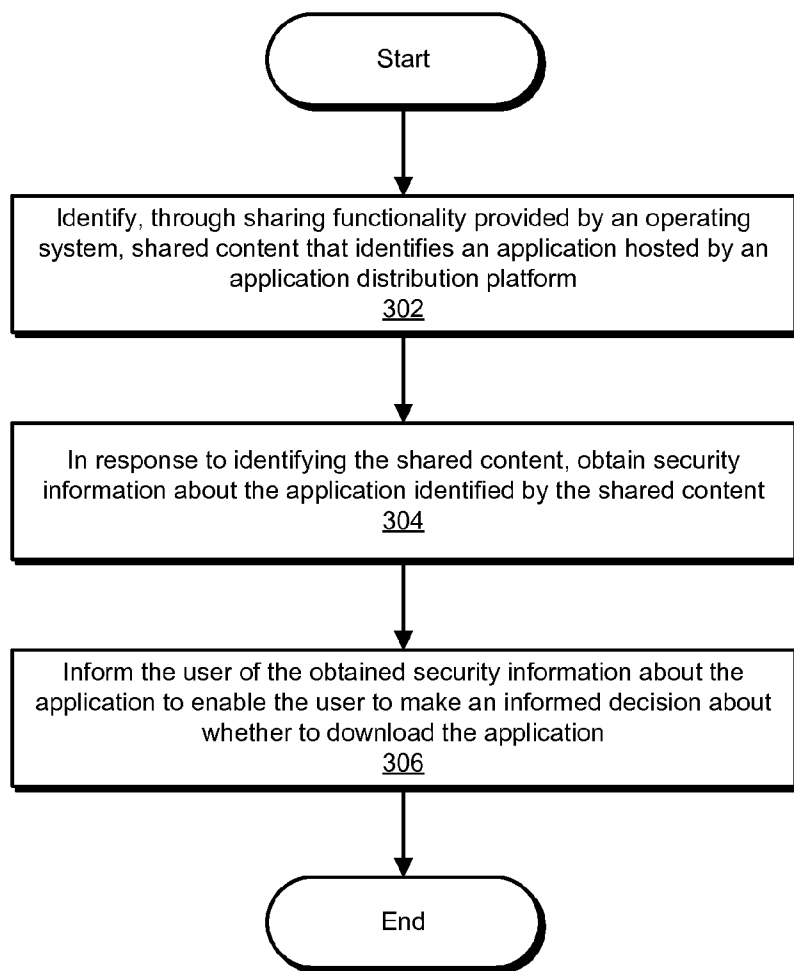 Start
Identify, through sharing functionality provided by an operating
system, shared content that identifies an application hosted by an
application distribution platform
302
In response to identifying the shared content, obtain security
information about the application identified by the shared content
304
Inform the user of the obtained security information about the
application to enable the user to make an informed decision about
whether to download the application
306
End